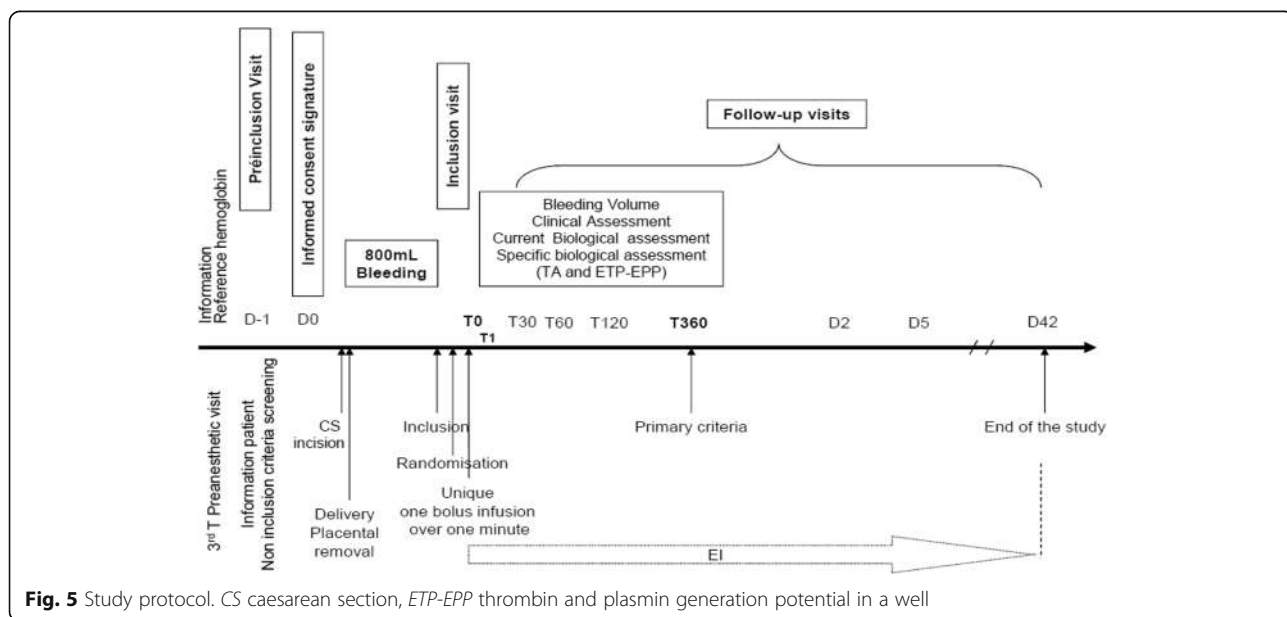 Préinclusion Visit
Informed consent signature
Inclusion visit
Follow-up visits
Information
Reference hemoglobin
800mL
Bleeding
Bleeding Volume
Clinical Assessment
Current Biological assessment
Specific biological assessment
(TA and ETP-EPP)
D-1
D0
T0
T1
T30
T60
T120
T360
D2
D5
D42
3rd T Preanesthetic visit
Information patient
Non inclusion criteria screening
CS
incision
Delivery
Placental
removal
Inclusion
Randomisation
Unique
one bolus infusion
over one minute
Primary criteria
End of the study
EI
Fig. 5 Study protocol. CS caesarean section, ETP-EPP thrombin and plasmin generation potential in a well